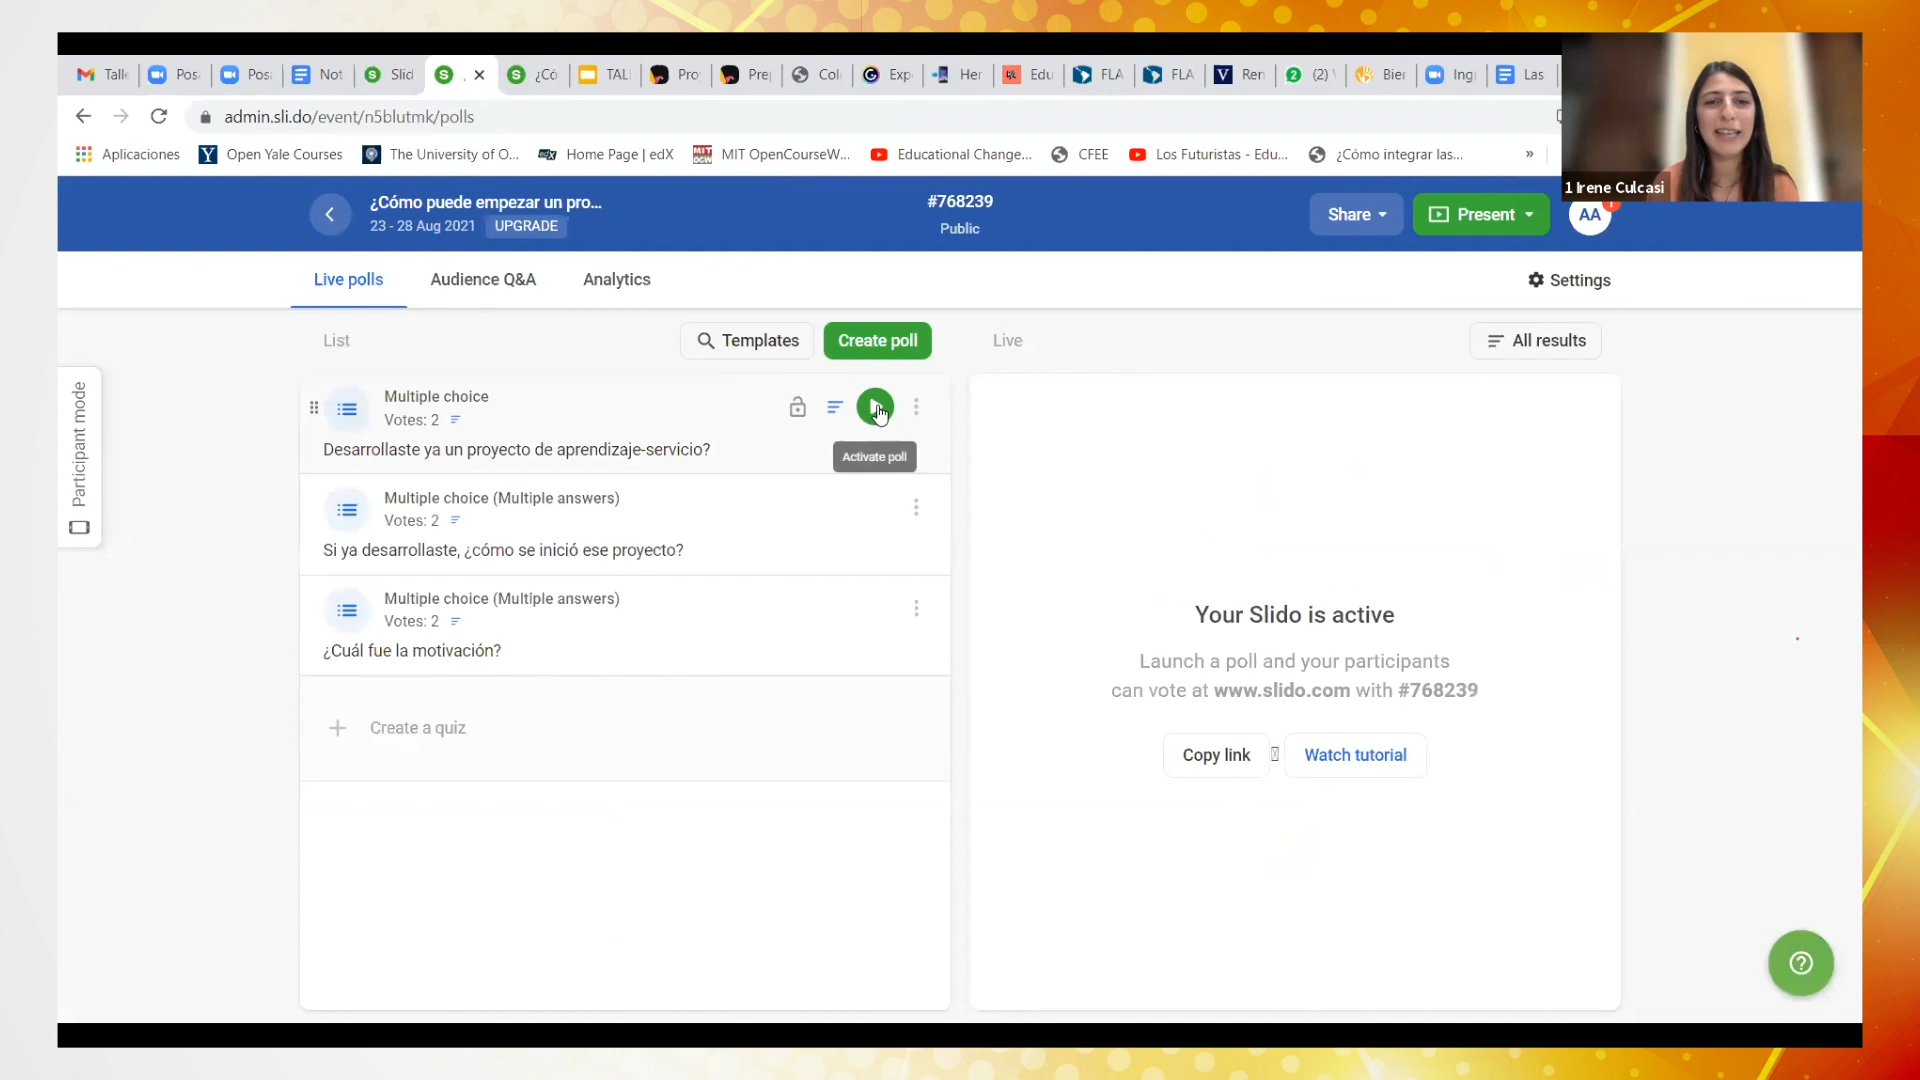 Talle
Pos
Pos
Not
Slid
.
¿Có
TALL
Pro
Pre
Col
Exp
Her
Edu
FLA
FLA
Ren
(2)
Bier
Ing
Las
admin.sli.do/event/n5blutmk/polls
Aplicaciones
Open Yale Courses
The University of O...
Home Page | edX
MIT OpenCourseW...
Educational Change...
CFEE
Los Futuristas - Edu...
¿Cómo integrar las...
»
1 Irene Culcasi
¿Cómo puede empezar un pro...
23 - 28 Aug 2021 UPGRADE
#768239
Public
Share
Present
AA
Live polls
Audience Q&A
Analytics
Settings
List
Templates
Create poll
Live
All results
Participant mode
Multiple choice
Votes: 2
Desarrollaste ya un proyecto de aprendizaje-servicio?
Activate poll
Multiple choice (Multiple answers)
Votes: 2
Si ya desarrollaste, ¿cómo se inició ese proyecto?
Multiple choice (Multiple answers)
Votes: 2
¿Cuál fue la motivación?
+ Create a quiz
Your Slido is active
Launch a poll and your participants
can vote at www.slido.com with #768239
Copy link
Watch tutorial